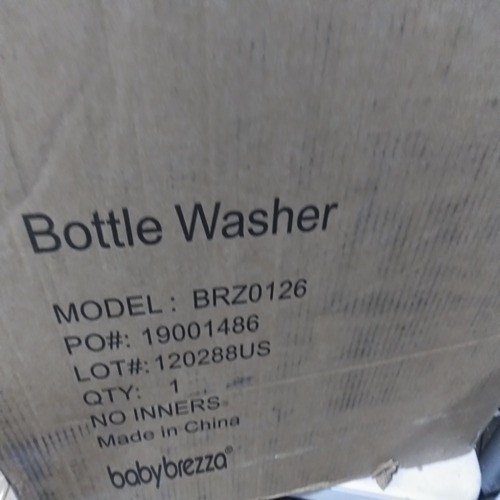 Bottle Washer
MODEL: BRZ0126
PO#: 19001486
LOT#: 120288US
QTY: 1
NO INNERS
Made in China
babybrezza®